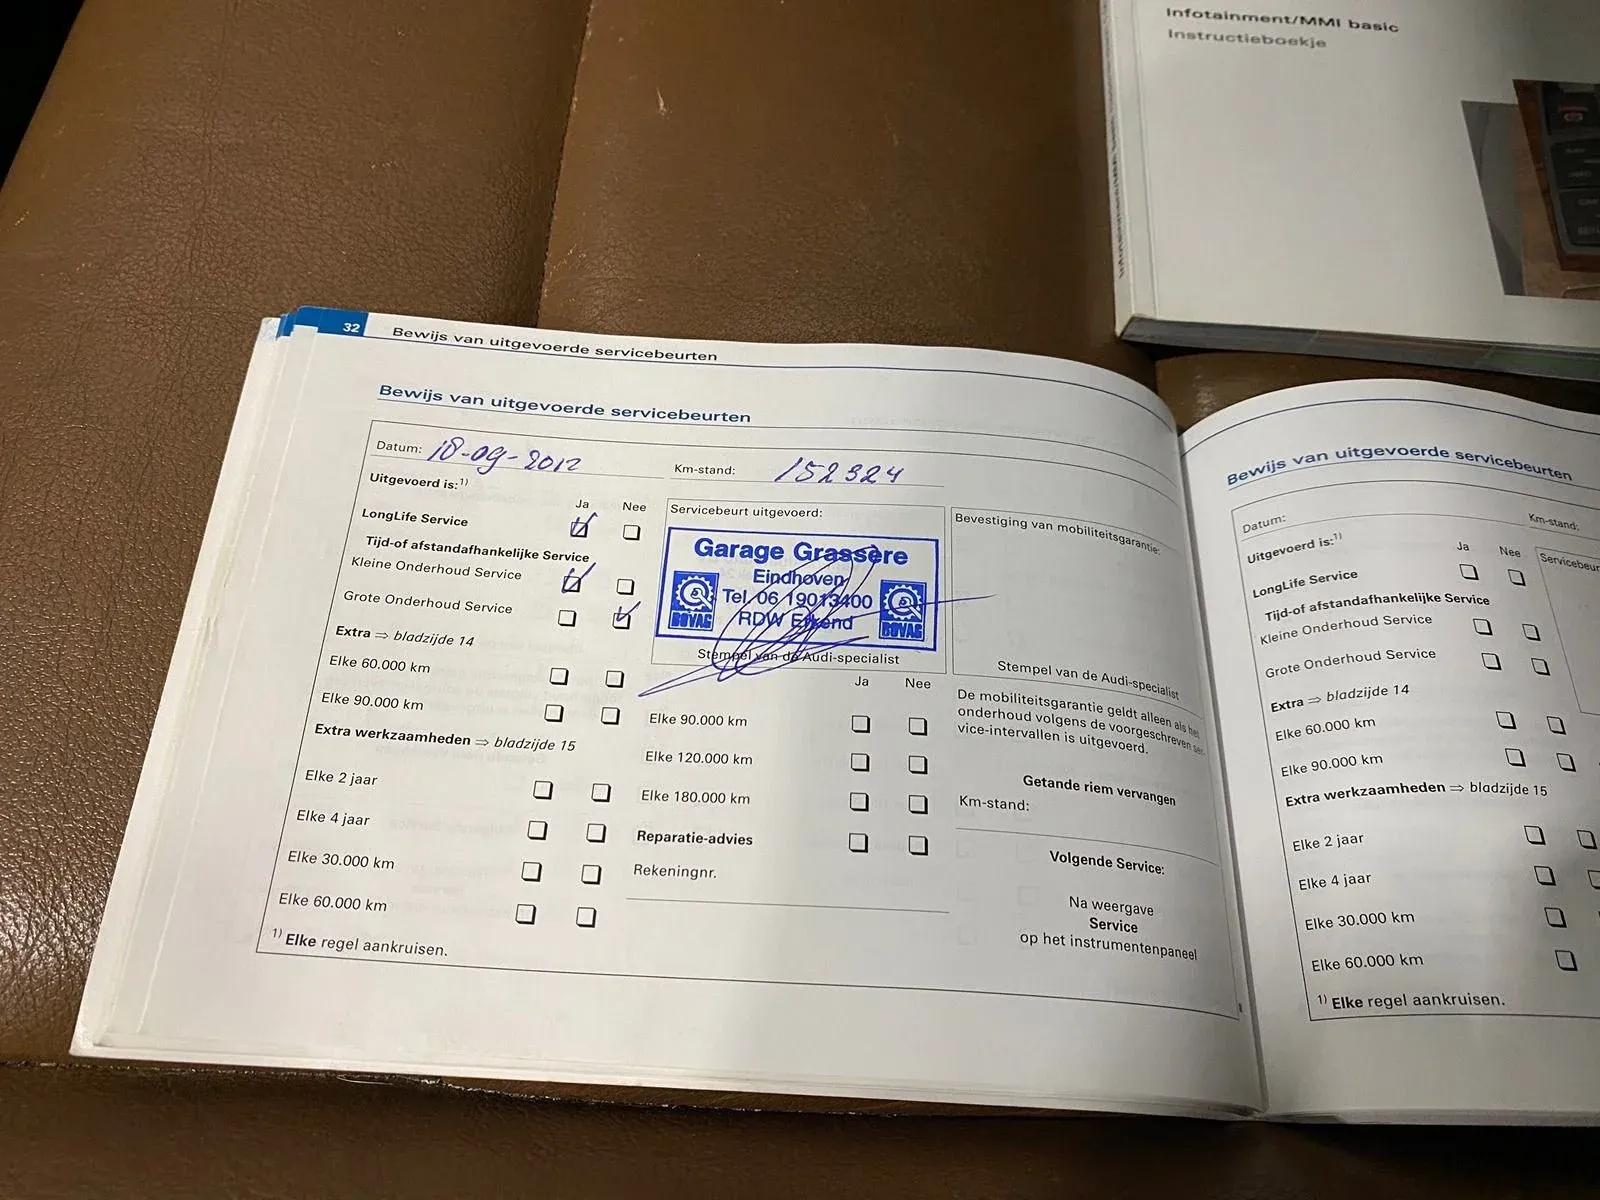 Infotainment/MMI basic
Instructieboekje
32 Bewijs van uitgevoerde servicebeurten
Bewijs van uitgevoerde servicebeurten
Datum: 18-09-2012 Km-stand: 152324
Uitgevoerd is:1)
Ja Nee
LongLife Service
Tijd-of afstandafhankelijke Service
Kleine Onderhoud Service
Grote Onderhoud Service
Extra ⇒ bladzijde 14
Elke 60.000 km
Elke 90.000 km
Extra werkzaamheden ⇒ bladzijde 15
Elke 2 jaar
Elke 4 jaar
Elke 30.000 km
Elke 60.000 km
1) Elke regel aankruisen.
Servicebeurt uitgevoerd:
Garage Grassère
Eindhoven
Tel. 06 19013400
RDW Erkend
BOVAG BOVAG
Stempel van de Audi-specialist
Ja Nee
Elke 90.000 km
Elke 120.000 km
Elke 180.000 km
Reparatie-advies
Rekeningnr.
Bevestiging van mobiliteitsgarantie:
Stempel van de Audi-specialist
De mobiliteitsgarantie geldt alleen als het
onderhoud volgens de voorgeschreven ser-
vice-intervallen is uitgevoerd.
Getande riem vervangen
Km-stand:
Volgende Service:
Na weergave
Service
op het instrumentenpaneel
Bewijs van uitgevoerde servicebeurten
Datum: Km-stand:
Uitgevoerd is:1)
Ja Nee
LongLife Service
Tijd-of afstandafhankelijke Service
Kleine Onderhoud Service
Grote Onderhoud Service
Extra ⇒ bladzijde 14
Elke 60.000 km
Elke 90.000 km
Extra werkzaamheden ⇒ bladzijde 15
Elke 2 jaar
Elke 4 jaar
Elke 30.000 km
Elke 60.000 km
1) Elke regel aankruisen.